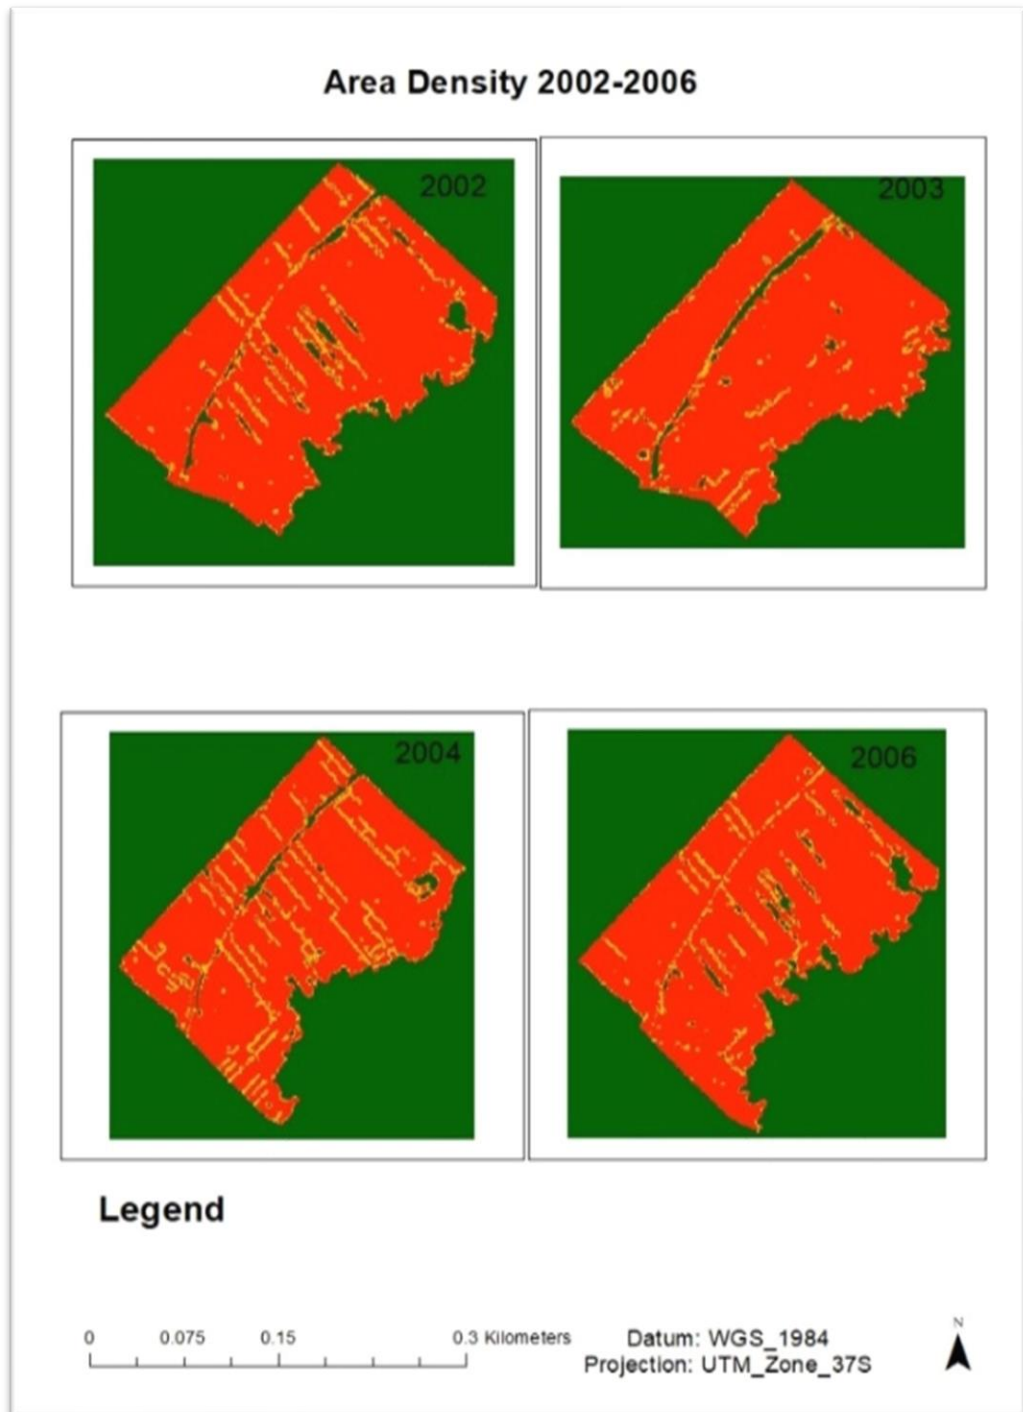 Area Density 2002-2006
2002
2003
2004
2006
Legend
0 0.075 0.15 0.3 Kilometers
Datum: WGS_1984
Projection: UTM_Zone_37S
N